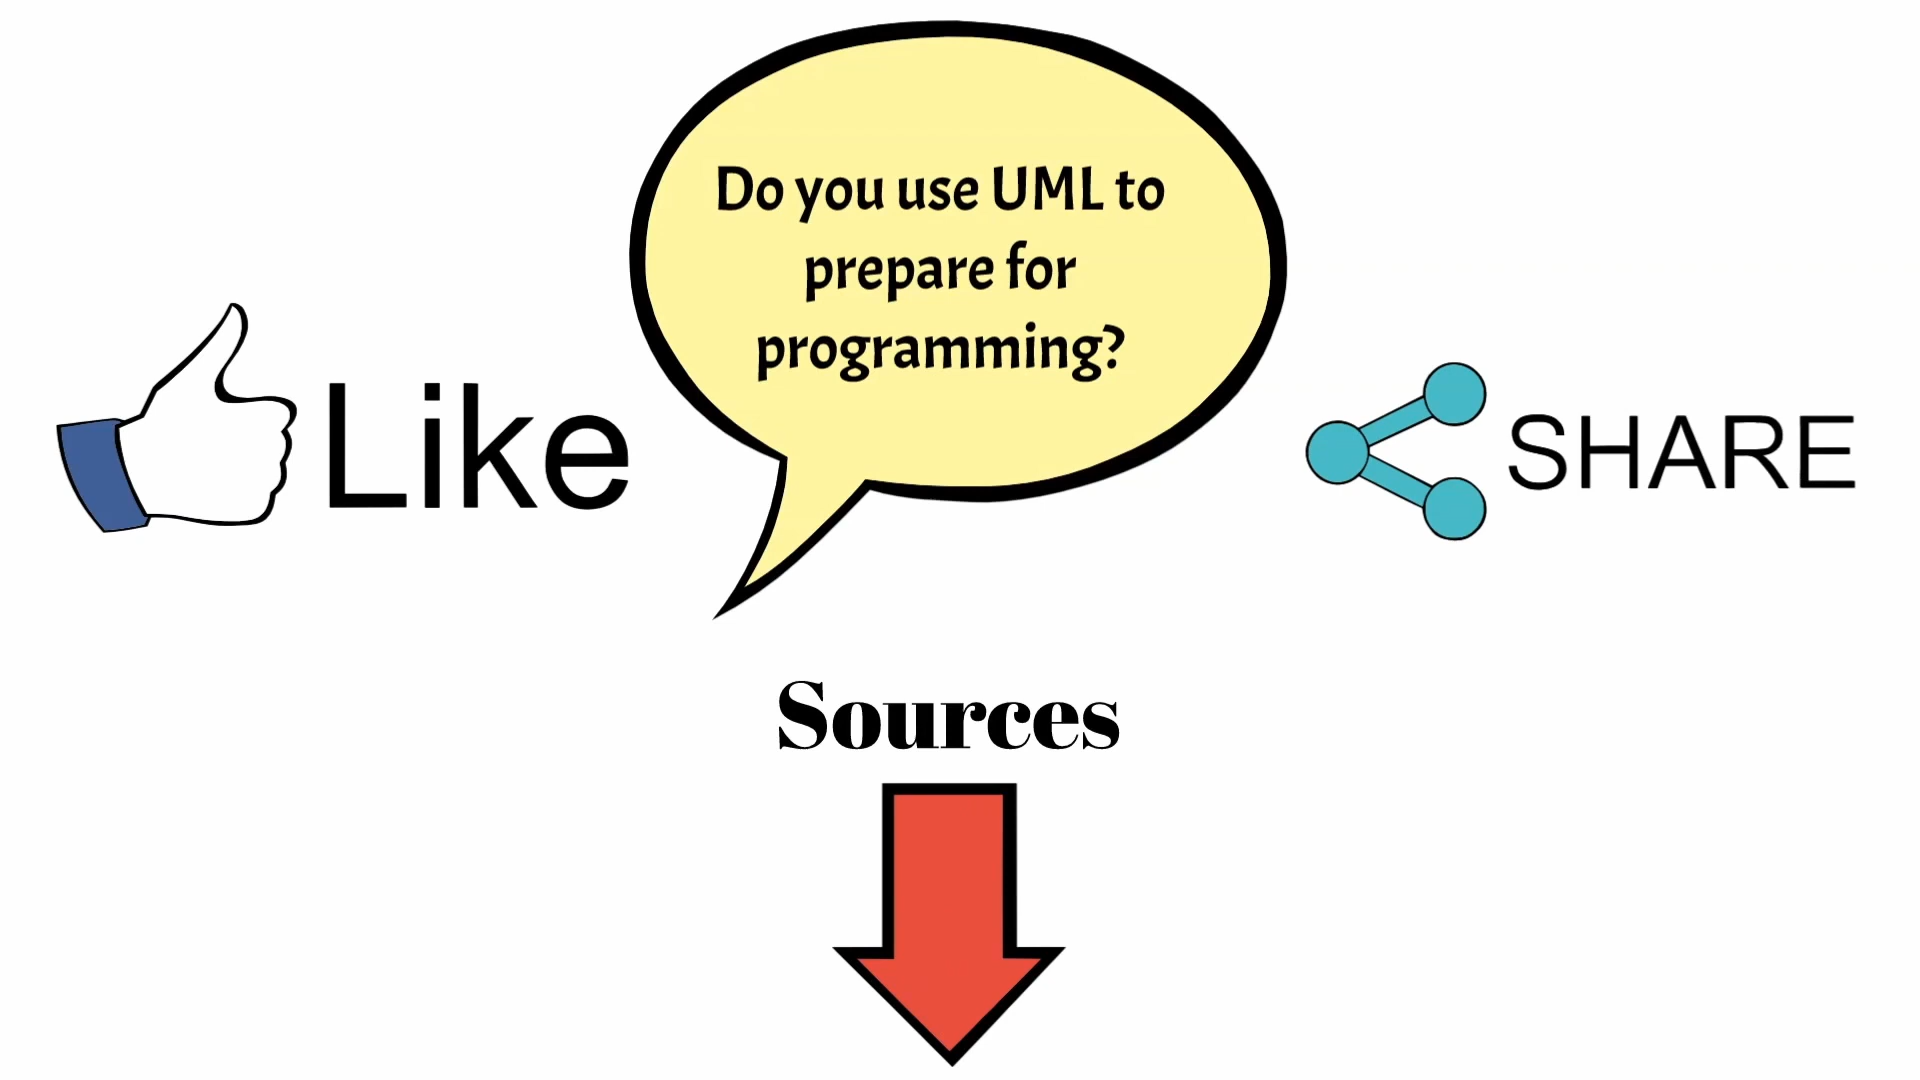 Do you use UML to
prepare for
programming?
Like
SHARE
Sources